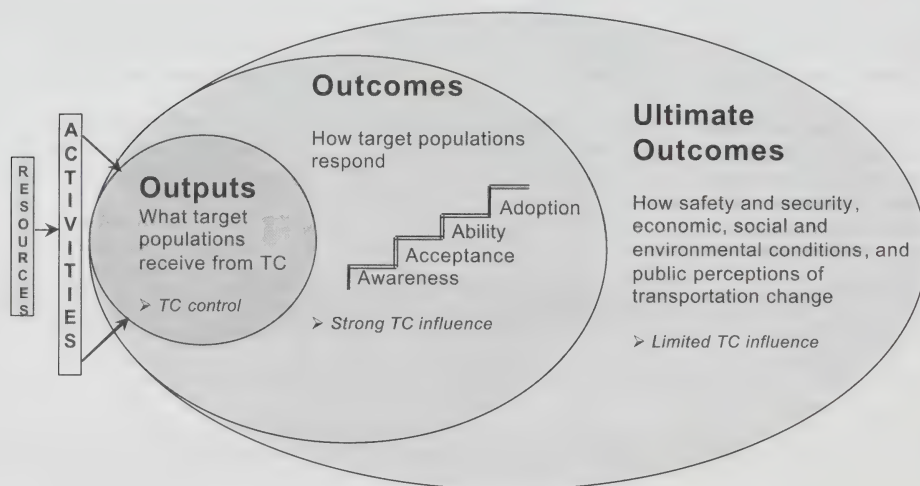 RESOURCES
ACTIVITIES
Outputs
What target
populations
receive from TC
➢ TC control
Outcomes
How target populations
respond
Adoption
Ability
Acceptance
Awareness
➢ Strong TC influence
Ultimate
Outcomes
How safety and security,
economic, social and
environmental conditions, and
public perceptions of
transportation change
➢ Limited TC influence